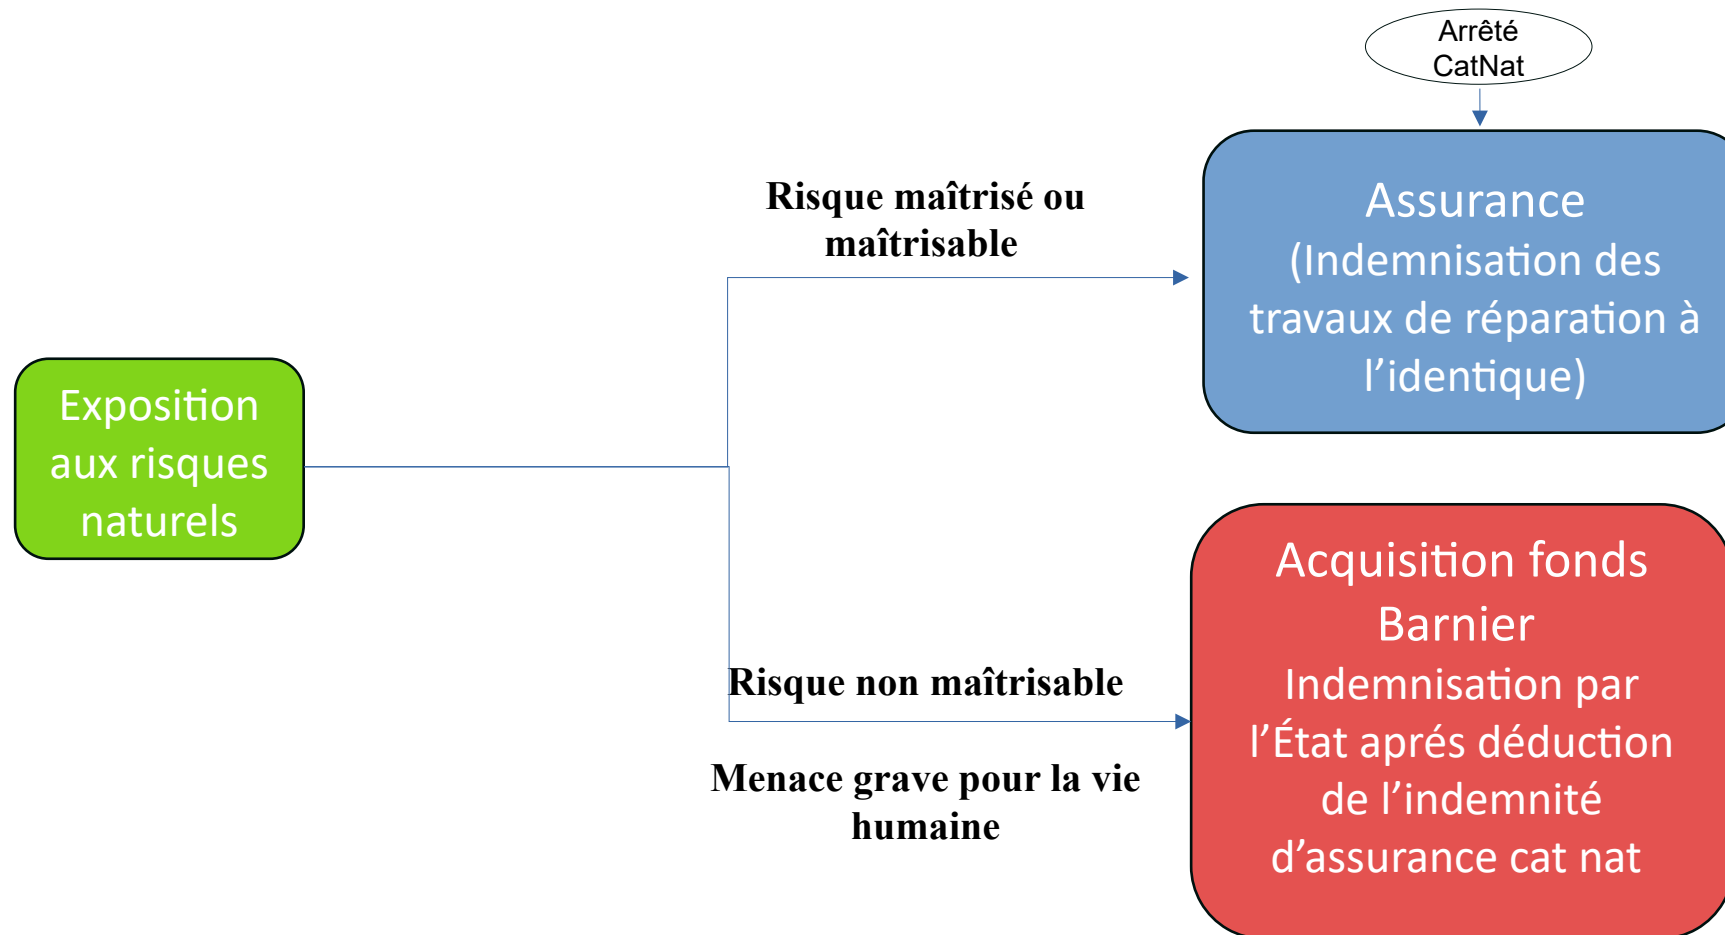 Arrêté
CatNat
Risque maîtrisé ou
maîtrisable
Assurance
(Indemnisation des
travaux de réparation à
l’identique)
Exposition
aux risques
naturels
Risque non maîtrisable
Menace grave pour la vie
humaine
Acquisition fonds
Barnier
Indemnisation par
l’État aprés déduction
de l’indemnité
d’assurance cat nat